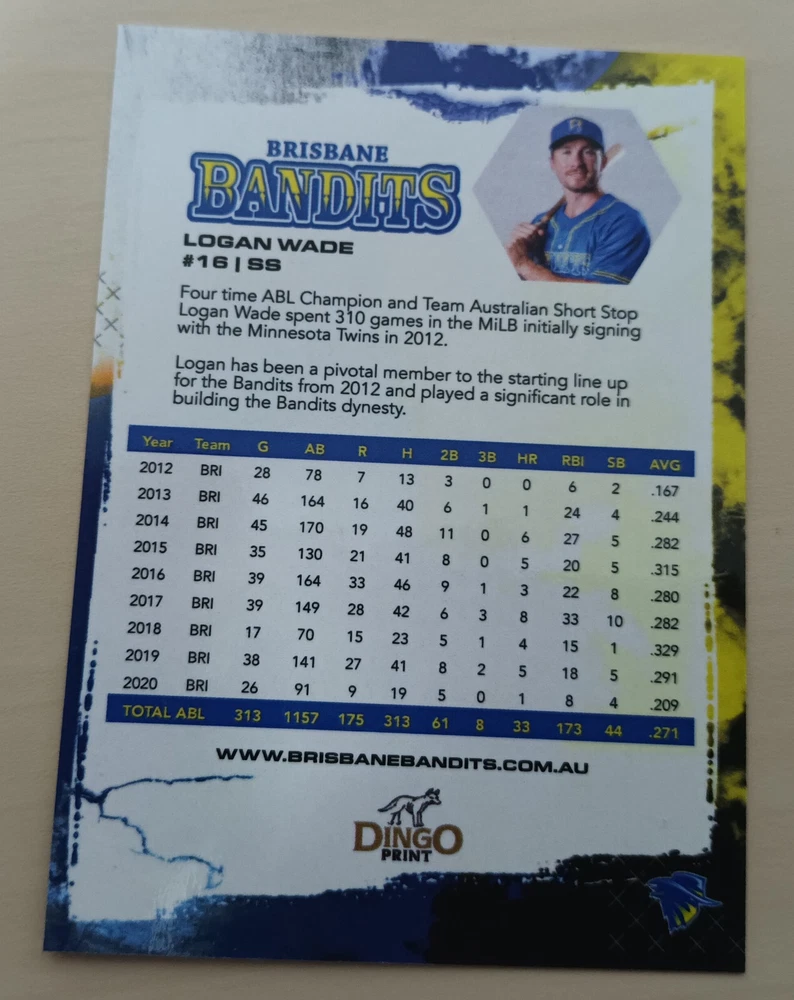 BRISBANE
BANDITS
LOGAN WADE
#16 | SS
Four time ABL Champion and Team Australian Short Stop
Logan Wade spent 310 games in the MiLB initially signing
with the Minnesota Twins in 2012.
Logan has been a pivotal member to the starting line up
for the Bandits from 2012 and played a significant role in
building the Bandits dynesty.
Year Team G AB R H 2B 3B HR RBI SB AVG
2012 BRI 28 78 7 13 3 0 0 6 2 .167
2013 BRI 46 164 16 40 6 1 1 24 4 .244
2014 BRI 45 170 19 48 11 0 6 27 5 .282
2015 BRI 35 130 21 41 8 0 5 20 5 .315
2016 BRI 39 164 33 46 9 1 3 22 8 .280
2017 BRI 39 149 28 42 6 3 8 33 10 .282
2018 BRI 17 70 15 23 5 1 4 15 1 .329
2019 BRI 38 141 27 41 8 2 5 18 5 .291
2020 BRI 26 91 9 19 5 0 1 8 4 .209
TOTAL ABL 313 1157 175 313 61 8 33 173 44 .271
WWW.BRISBANEBANDITS.COM.AU
DINGO
PRINT